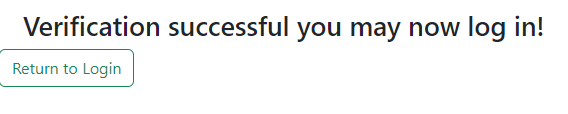 Verification successful you may now log in!
Return to Login